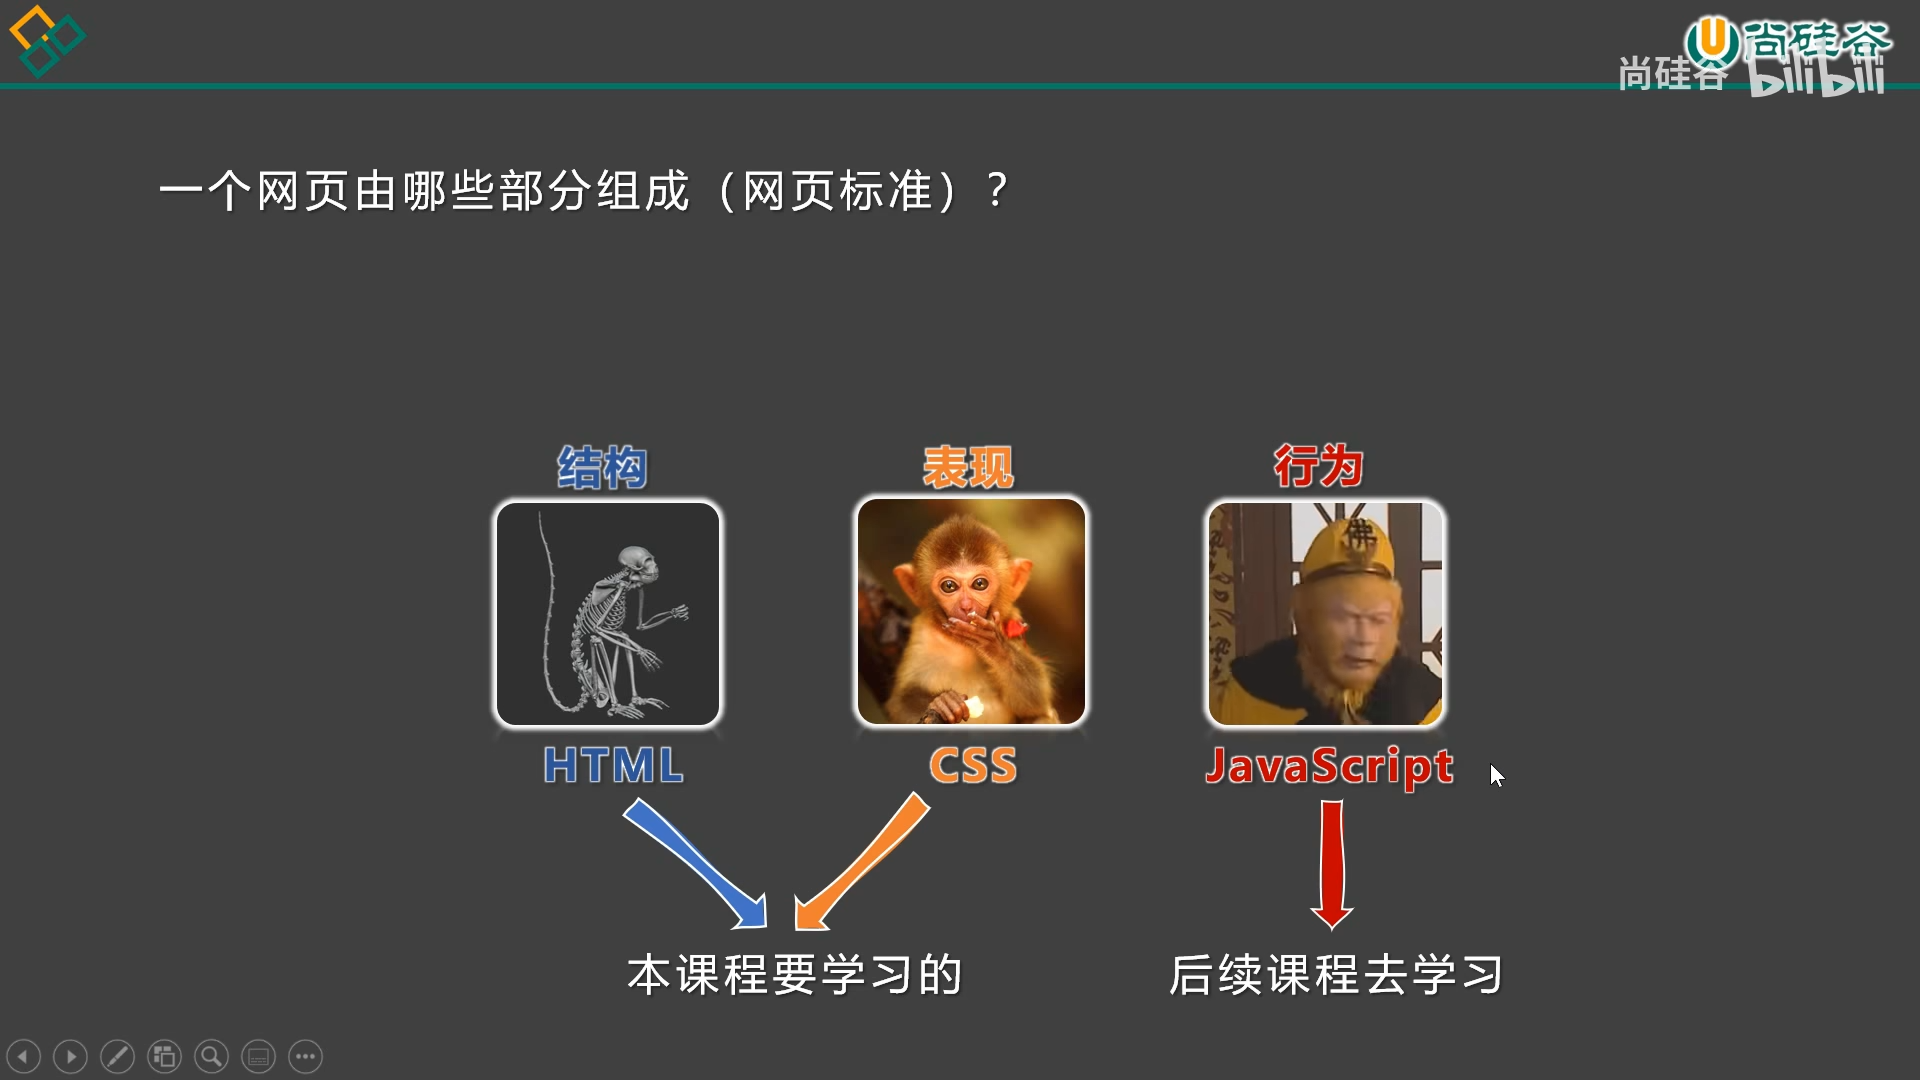 尚硅谷
尚硅谷 bilibili
一个网页由哪些部分组成（网页标准）？
结构 表现 行为
佛
HTML CSS JavaScript
本课程要学习的 后续课程去学习